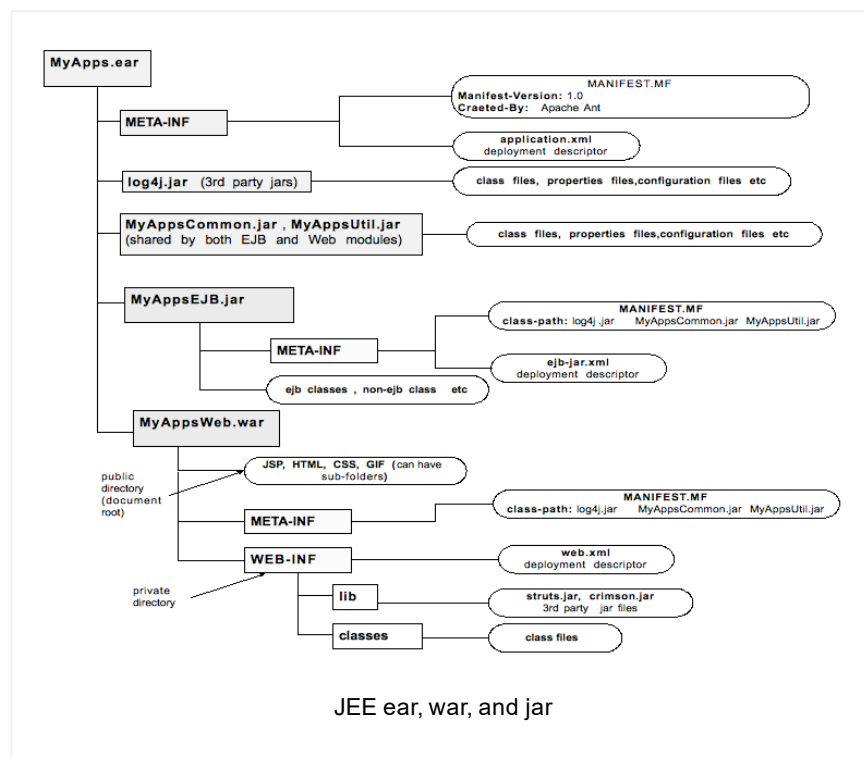 MyApps.ear
MANIFEST.MF
Manifest-Version: 1.0
Craeted-By: Apache Ant
META-INF
application.xml
deployment descriptor
log4j.jar (3rd party jars)
class files, properties files,configuration files etc
MyAppsCommon.jar , MyAppsUtil.jar
(shared by both EJB and Web modules)
class files, properties files,configuration files etc
MyAppsEJB.jar
MANIFEST.MF
class-path: log4j .jar MyAppsCommon.jar MyAppsUtil.jar
META-INF
ejb-jar.xml
deployment descriptor
ejb classes , non-ejb class etc
MyAppsWeb.war
JSP, HTML, CSS, GIF (can have
sub-folders)
public
directory
(document
root)
MANIFEST.MF
class-path: log4j.jar MyAppsCommon.jar MyAppsUtil.jar
META-INF
WEB-INF
web.xml
deployment descriptor
private
directory
lib
struts.jar, crimson.jar
3rd party jar files
classes
class files
JEE ear, war, and jar